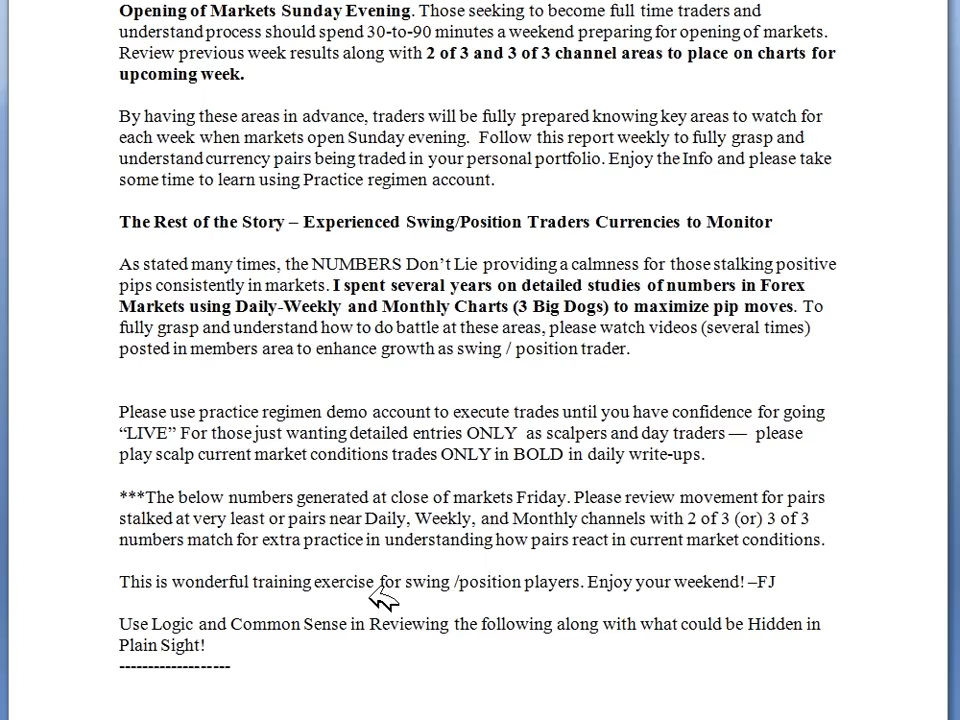 Opening of Markets Sunday Evening. Those seeking to become full time traders and
understand process should spend 30-to-90 minutes a weekend preparing for opening of markets.
Review previous week results along with 2 of 3 and 3 of 3 channel areas to place on charts for
upcoming week.
By having these areas in advance, traders will be fully prepared knowing key areas to watch for
each week when markets open Sunday evening.  Follow this report weekly to fully grasp and
understand currency pairs being traded in your personal portfolio. Enjoy the Info and please take
some time to learn using Practice regimen account.
The Rest of the Story – Experienced Swing/Position Traders Currencies to Monitor
As stated many times, the NUMBERS Don't Lie providing a calmness for those stalking positive
pips consistently in markets. I spent several years on detailed studies of numbers in Forex
Markets using Daily-Weekly and Monthly Charts (3 Big Dogs) to maximize pip moves. To
fully grasp and understand how to do battle at these areas, please watch videos (several times)
posted in members area to enhance growth as swing / position trader.
Please use practice regimen demo account to execute trades until you have confidence for going
“LIVE” For those just wanting detailed entries ONLY  as scalpers and day traders —  please
play scalp current market conditions trades ONLY in BOLD in daily write-ups.
***The below numbers generated at close of markets Friday. Please review movement for pairs
stalked at very least or pairs near Daily, Weekly, and Monthly channels with 2 of 3 (or) 3 of 3
numbers match for extra practice in understanding how pairs react in current market conditions.
This is wonderful training exercise for swing /position players. Enjoy your weekend! –FJ
Use Logic and Common Sense in Reviewing the following along with what could be Hidden in
Plain Sight!
-------------------